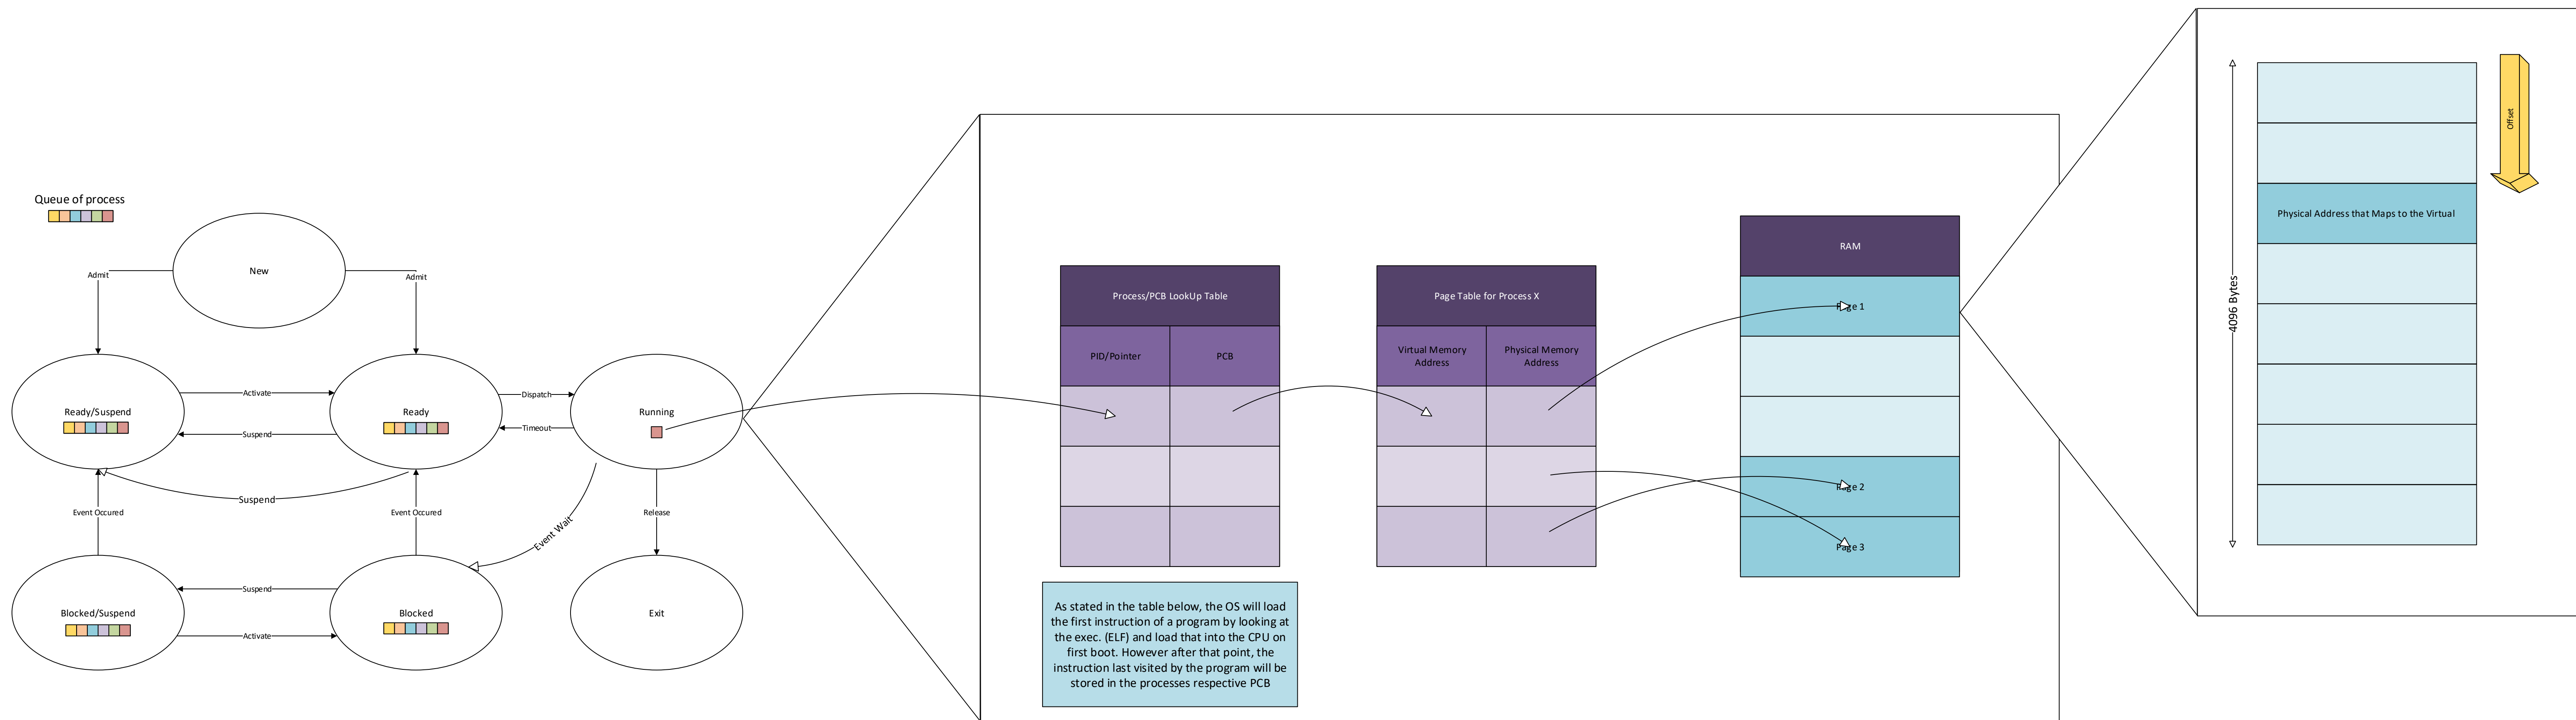 Queue of process
New
Admit
Admit
Ready/Suspend
Activate
Suspend
Ready
Dispatch
Timeout
Running
Suspend
Event Occured
Event Occured
Event Wait
Release
Blocked/Suspend
Suspend
Activate
Blocked
Exit
Process/PCB LookUp Table
PID/Pointer
PCB
As stated in the table below, the OS will load
the first instruction of a program by looking at
the exec. (ELF) and load that into the CPU on
first boot. However after that point, the
instruction last visited by the program will be
stored in the processes respective PCB
Page Table for Process X
Virtual Memory
Address
Physical Memory
Address
RAM
Page 1
Page 2
Page 3
4096 Bytes
Physical Address that Maps to the Virtual
Offset